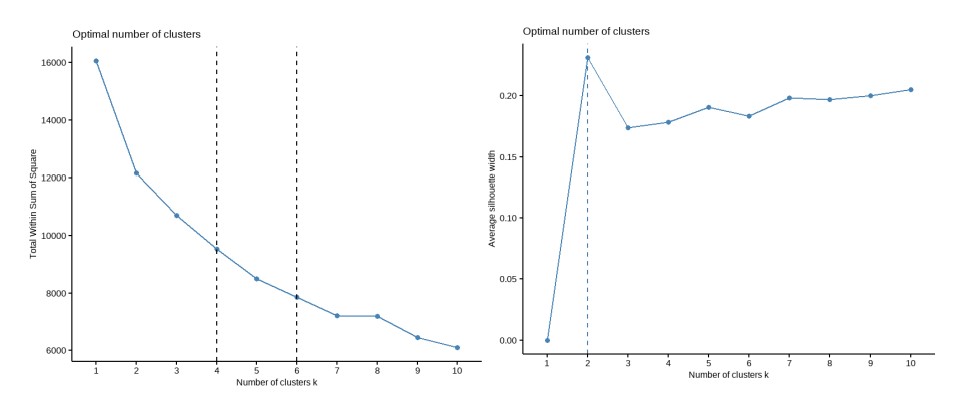 Optimal number of clusters
16000
14000
12000
10000
8000
6000
Total Within Sum of Square
1 2 3 4 5 6 7 8 9 10
Number of clusters k
Optimal number of clusters
0.20
0.15
0.10
0.05
0.00
Average silhouette width
1 2 3 4 5 6 7 8 9 10
Number of clusters k